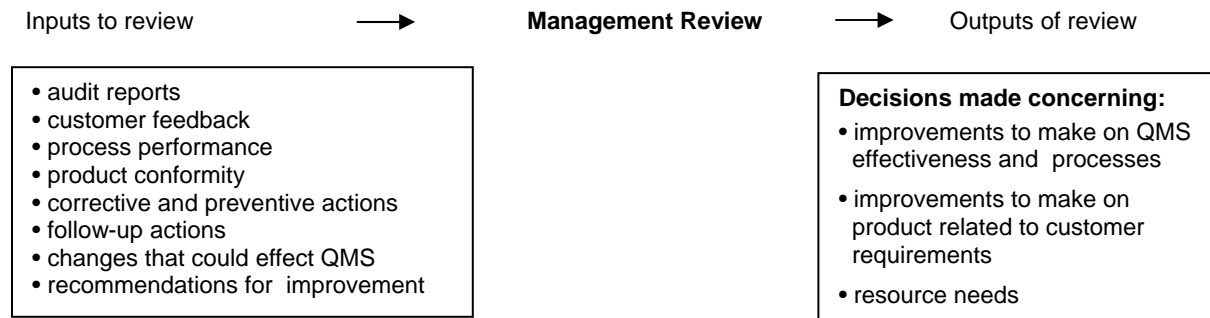 Inputs to review → Management Review → Outputs of review
• audit reports
• customer feedback
• process performance
• product conformity
• corrective and preventive actions
• follow-up actions
• changes that could effect QMS
• recommendations for improvement
Decisions made concerning:
• improvements to make on QMS
effectiveness and processes
• improvements to make on
product related to customer
requirements
• resource needs